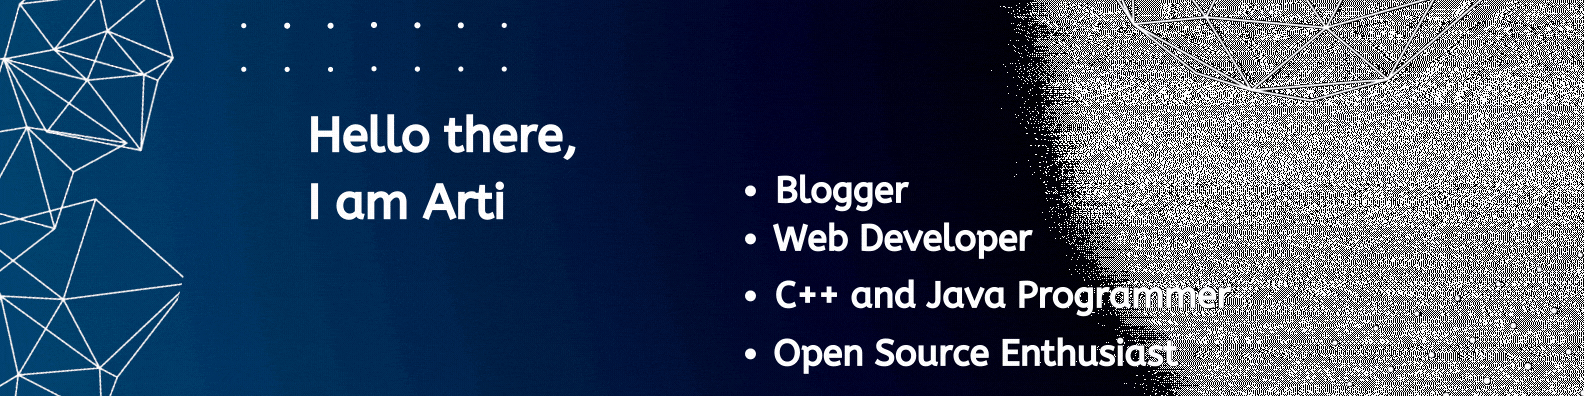 Hello there,
I am Arti
• Blogger
• Web Developer
• C++ and Java Programmer
• Open Source Enthusiast